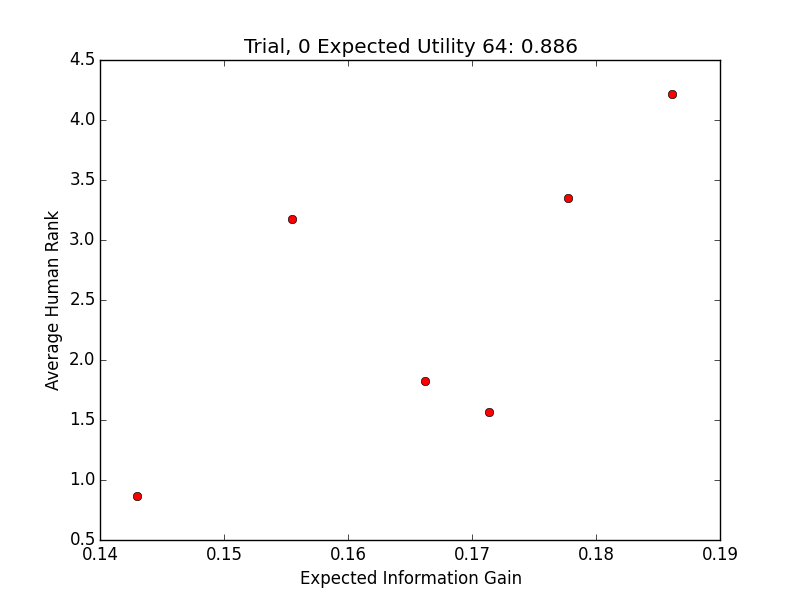 Trial, 0 Expected Utility 64: 0.886
4.5
4.0
3.5
3.0
2.5
2.0
1.5
1.0
0.5
Average Human Rank
0.14 0.15 0.16 0.17 0.18 0.19
Expected Information Gain